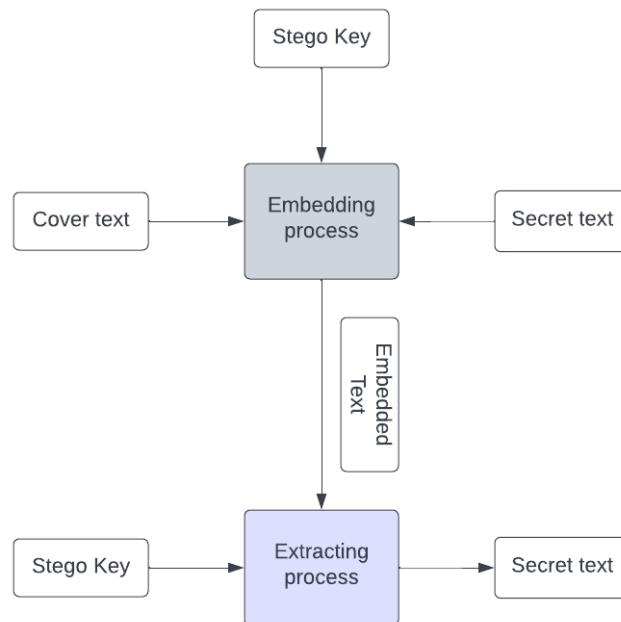 Stego Key
Cover text
Embedding
process
Secret text
Embedded
Text
Stego Key
Extracting
process
Secret text